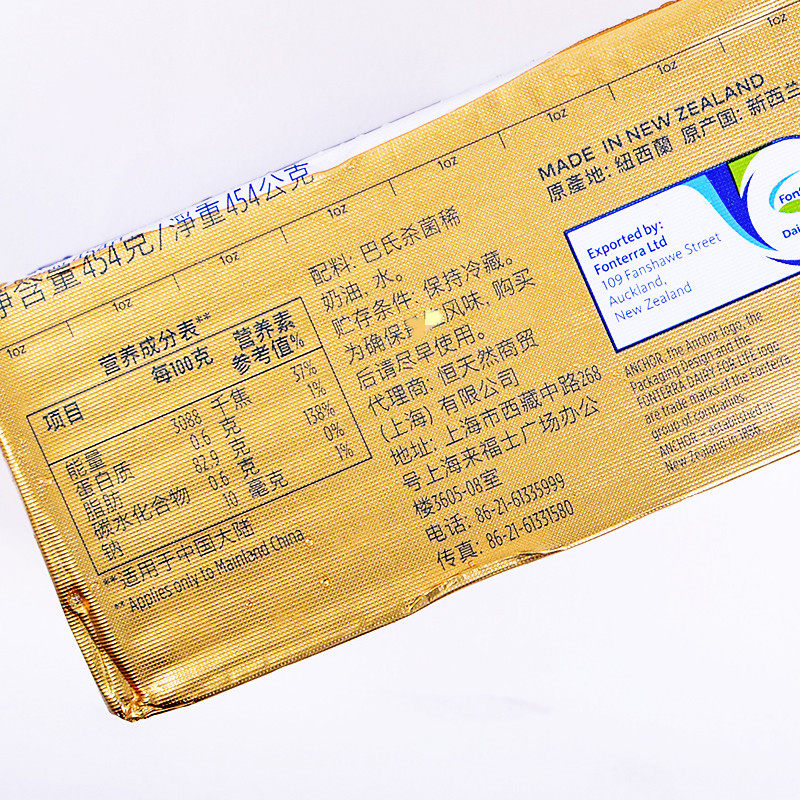 净含量 454克 / 淨重 454公克
1oz 1oz 1oz 1oz 1oz 1oz 1oz
营养成分表**
项目 每100克 营养素参考值%
能量 3088 千焦 37%
蛋白质 0.6 克 1%
脂肪 82.9 克 138%
碳水化合物 0.6 克 0%
钠 10 毫克 1%
**适用于中国大陆
** Applies only to Mainland China
配料: 巴氏杀菌稀
奶油, 水。
贮存条件: 保持冷藏。
为确保 风味, 购买
后请尽早使用。
代理商: 恒天然商贸
(上海) 有限公司
地址: 上海市西藏中路268
号上海来福士广场办公
楼3605-08室
电话: 86-21-61335999
传真: 86-21-61331580
MADE IN NEW ZEALAND
原產地: 紐西蘭 原产国: 新西兰
Exported by:
Fonterra Ltd
109 Fanshawe Street
Auckland,
New Zealand
ANCHOR, the Anchor logo, the
Packaging Design and the
FONTERRA DAIRY FOR LIFE logo
are trade marks of the Fonterra
group of companies.
ANCHOR - established in
New Zealand in 1886.